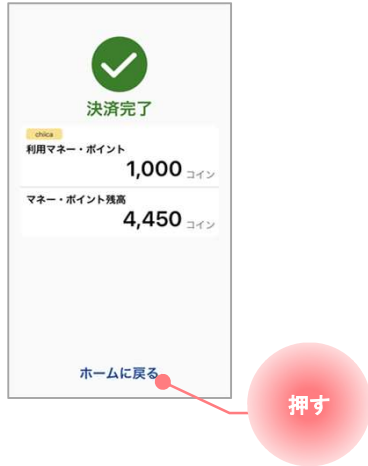 決済完了
chiica
利用マネー・ポイント
1,000 コイン
マネー・ポイント残高
4,450 コイン
ホームに戻る
押す